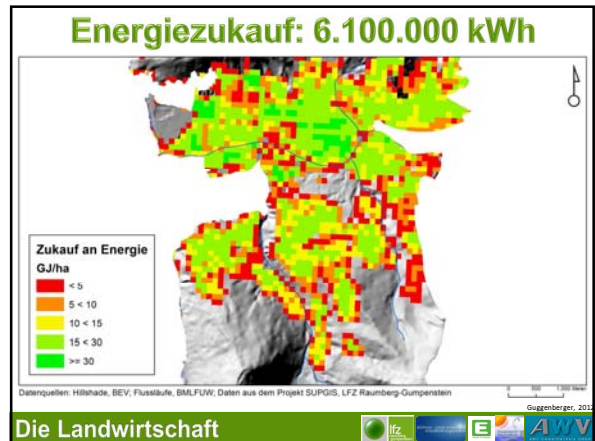 Energiezukauf: 6.100.000 kWh
Zukauf an Energie
GJ/ha
< 5
5 < 10
10 < 15
15 < 30
>= 30
Datenquellen: Hillshade, BEV; Flussläufe, BMLFUW; Daten aus dem Projekt SUPGIS, LFZ Raumberg-Gumpenstein
0 500 1.000 Meter
Guggenberger, 2012
Die Landwirtschaft
lfz
E
AWV